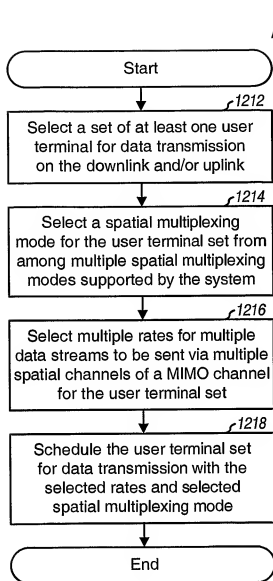 Start
1212
Select a set of at least one user
terminal for data transmission
on the downlink and/or uplink
1214
Select a spatial multiplexing
mode for the user terminal set from
among multiple spatial multiplexing
modes supported by the system
1216
Select multiple rates for multiple
data streams to be sent via multiple
spatial channels of a MIMO channel
for the user terminal set
1218
Schedule the user terminal set
for data transmission with the
selected rates and selected
spatial multiplexing mode
End